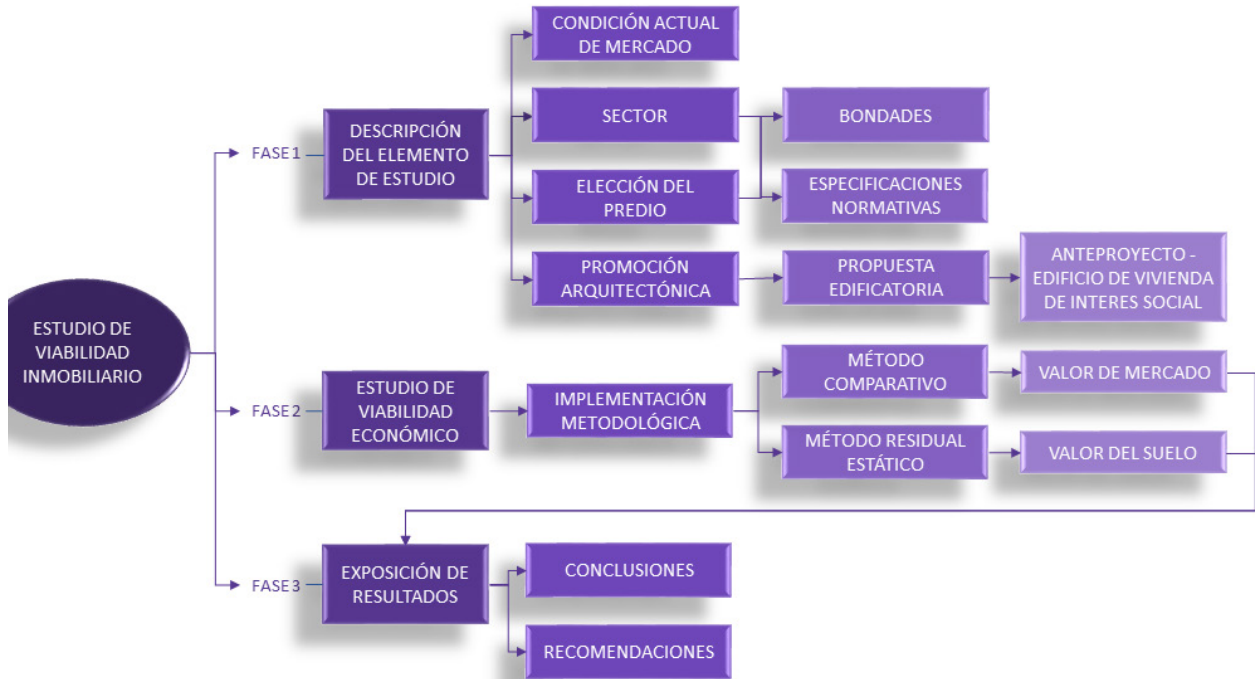 ESTUDIO DE
VIABILIDAD
INMOBILIARIO
FASE 1
DESCRIPCIÓN
DEL ELEMENTO
DE ESTUDIO
CONDICIÓN ACTUAL
DE MERCADO
SECTOR
ELECCIÓN DEL
PREDIO
BONDADES
ESPECIFICACIONES
NORMATIVAS
PROMOCIÓN
ARQUITECTÓNICA
PROPUESTA
EDIFICATORIA
ANTEPROYECTO -
EDIFICIO DE VIVIENDA
DE INTERES SOCIAL
FASE 2
ESTUDIO DE
VIABILIDAD
ECONÓMICO
IMPLEMENTACIÓN
METODOLÓGICA
MÉTODO
COMPARATIVO
VALOR DE MERCADO
MÉTODO RESIDUAL
ESTÁTICO
VALOR DEL SUELO
FASE 3
EXPOSICIÓN DE
RESULTADOS
CONCLUSIONES
RECOMENDACIONES